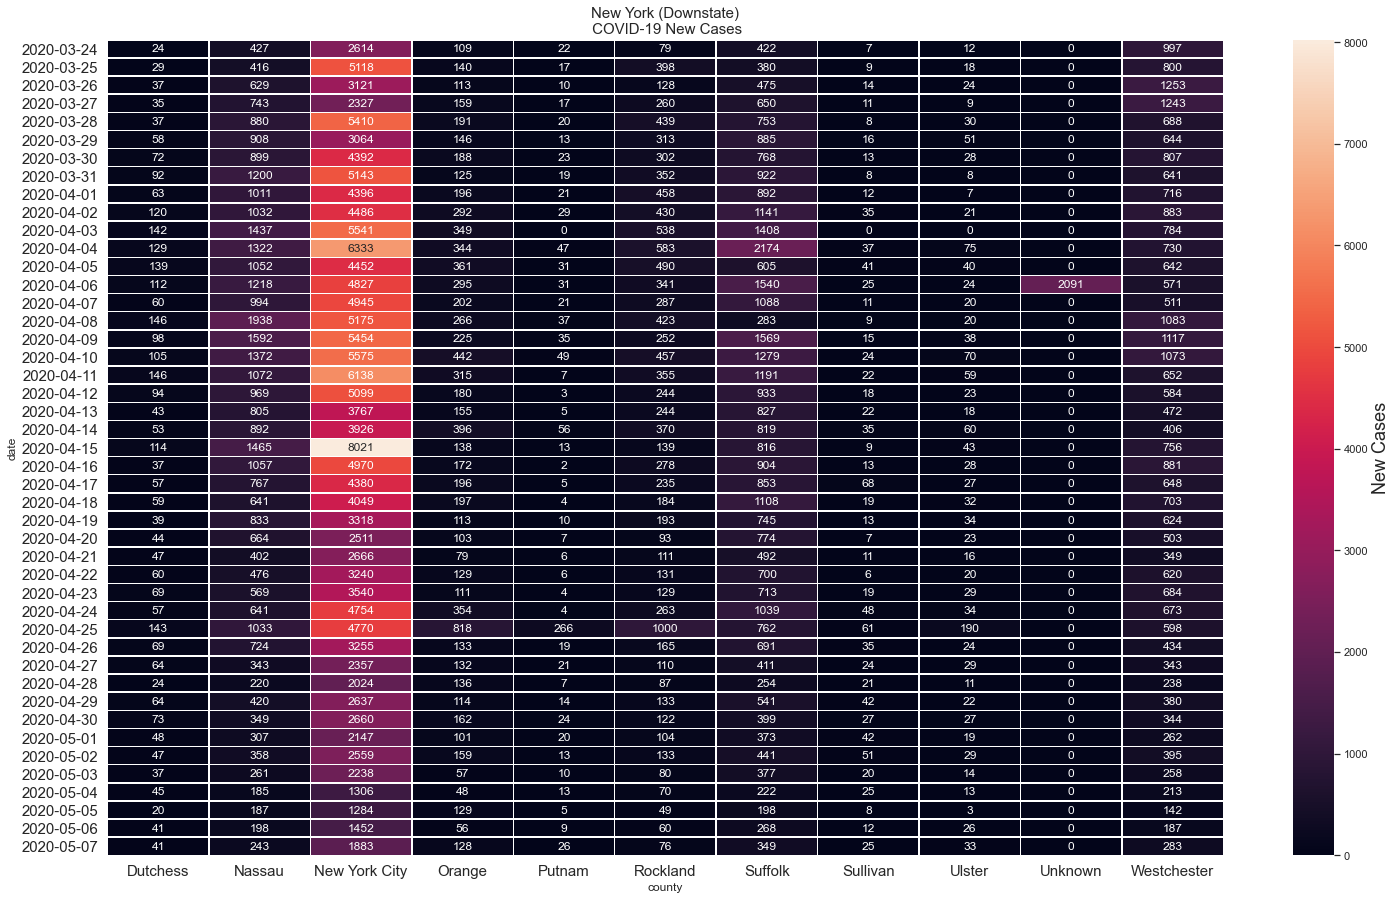 New York (Downstate)
COVID-19 New Cases
2020-03-24 24 427 2614 109 22 79 422 7 12 0 997
2020-03-25 29 416 5118 140 17 398 380 9 18 0 800
2020-03-26 37 629 3121 113 10 128 475 14 24 0 1253
2020-03-27 35 743 2327 159 17 260 650 11 9 0 1243
2020-03-28 37 880 5410 191 20 439 753 8 30 0 688
2020-03-29 58 908 3064 146 13 313 885 16 51 0 644
2020-03-30 72 899 4392 188 23 302 768 13 28 0 807
2020-03-31 92 1200 5143 125 19 352 922 8 8 0 641
2020-04-01 63 1011 4396 196 21 458 892 12 7 0 716
2020-04-02 120 1032 4486 292 29 430 1141 35 21 0 883
2020-04-03 142 1437 5541 349 0 538 1408 0 0 0 784
2020-04-04 129 1322 6333 344 47 583 2174 37 75 0 730
2020-04-05 139 1052 4452 361 31 490 605 41 40 0 642
2020-04-06 112 1218 4827 295 31 341 1540 25 24 2091 571
2020-04-07 60 994 4945 202 21 287 1088 11 20 0 511
2020-04-08 146 1938 5175 266 37 423 283 9 20 0 1083
2020-04-09 98 1592 5454 225 35 252 1569 15 38 0 1117
2020-04-10 105 1372 5575 442 49 457 1279 24 70 0 1073
2020-04-11 146 1072 6138 315 7 355 1191 22 59 0 652
2020-04-12 94 969 5099 180 3 244 933 18 23 0 584
2020-04-13 43 805 3767 155 5 244 827 22 18 0 472
2020-04-14 53 892 3926 396 56 370 819 35 60 0 406
2020-04-15 114 1465 8021 138 13 139 816 9 43 0 756
2020-04-16 37 1057 4970 172 2 278 904 13 28 0 881
2020-04-17 57 767 4380 196 5 235 853 68 27 0 648
2020-04-18 59 641 4049 197 4 184 1108 19 32 0 703
2020-04-19 39 833 3318 113 10 193 745 13 34 0 624
2020-04-20 44 664 2511 103 7 93 774 7 23 0 503
2020-04-21 47 402 2666 79 6 111 492 11 16 0 349
2020-04-22 60 476 3240 129 6 131 700 6 20 0 620
2020-04-23 69 569 3540 111 4 129 713 19 29 0 684
2020-04-24 57 641 4754 354 4 263 1039 48 34 0 673
2020-04-25 143 1033 4770 818 266 1000 762 61 190 0 598
2020-04-26 69 724 3255 133 19 165 691 35 24 0 434
2020-04-27 64 343 2357 132 21 110 411 24 29 0 343
2020-04-28 24 220 2024 136 7 87 254 21 11 0 238
2020-04-29 64 420 2637 114 14 133 541 42 22 0 380
2020-04-30 73 349 2660 162 24 122 399 27 27 0 344
2020-05-01 48 307 2147 101 20 104 373 42 19 0 262
2020-05-02 47 358 2559 159 13 133 441 51 29 0 395
2020-05-03 37 261 2238 57 10 80 377 20 14 0 258
2020-05-04 45 185 1306 48 13 70 222 25 13 0 213
2020-05-05 20 187 1284 129 5 49 198 8 3 0 142
2020-05-06 41 198 1452 56 9 60 268 12 26 0 187
2020-05-07 41 243 1883 128 26 76 349 25 33 0 283
Dutchess Nassau New York City Orange Putnam Rockland Suffolk Sullivan Ulster Unknown Westchester
county
date
8000
7000
6000
5000
4000
3000
2000
1000
0
New Cases